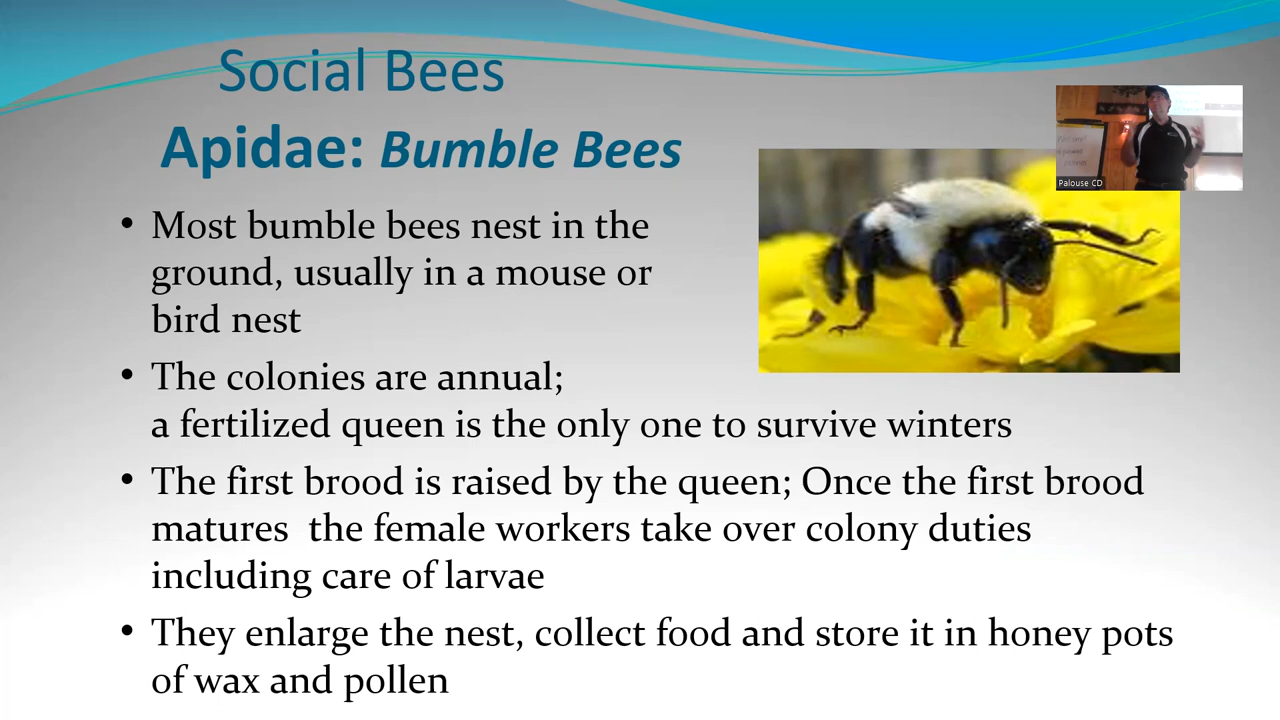 Social Bees
Apidae: Bumble Bees
Palouse CD
• Most bumble bees nest in the
ground, usually in a mouse or
bird nest
• The colonies are annual;
a fertilized queen is the only one to survive winters
• The first brood is raised by the queen; Once the first brood
matures  the female workers take over colony duties
including care of larvae
• They enlarge the nest, collect food and store it in honey pots
of wax and pollen